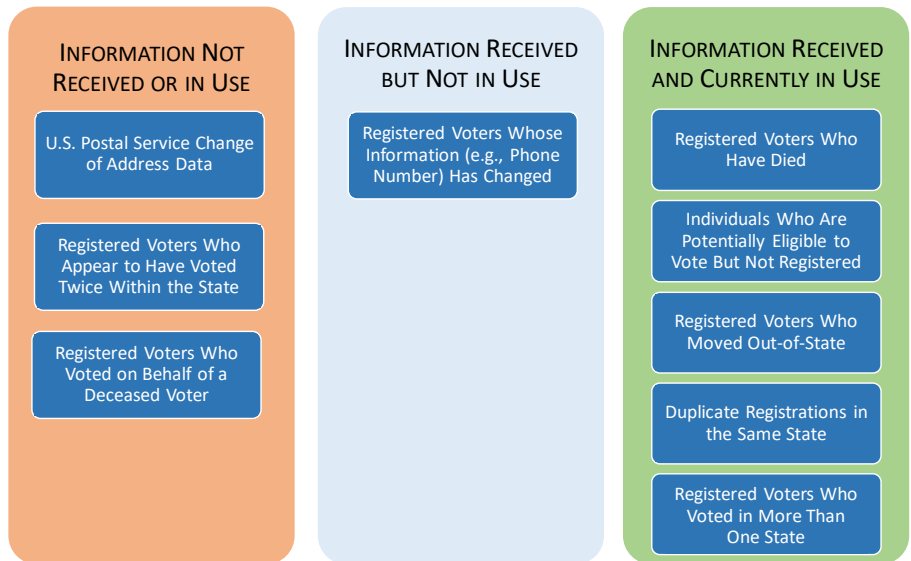 INFORMATION NOT
RECEIVED OR IN USE
U.S. Postal Service Change
of Address Data
Registered Voters Who
Appear to Have Voted
Twice Within the State
Registered Voters Who
Voted on Behalf of a
Deceased Voter
INFORMATION RECEIVED
BUT NOT IN USE
Registered Voters Whose
Information (e.g., Phone
Number) Has Changed
INFORMATION RECEIVED
AND CURRENTLY IN USE
Registered Voters Who
Have Died
Individuals Who Are
Potentially Eligible to
Vote But Not Registered
Registered Voters Who
Moved Out-of-State
Duplicate Registrations in
the Same State
Registered Voters Who
Voted in More Than
One State